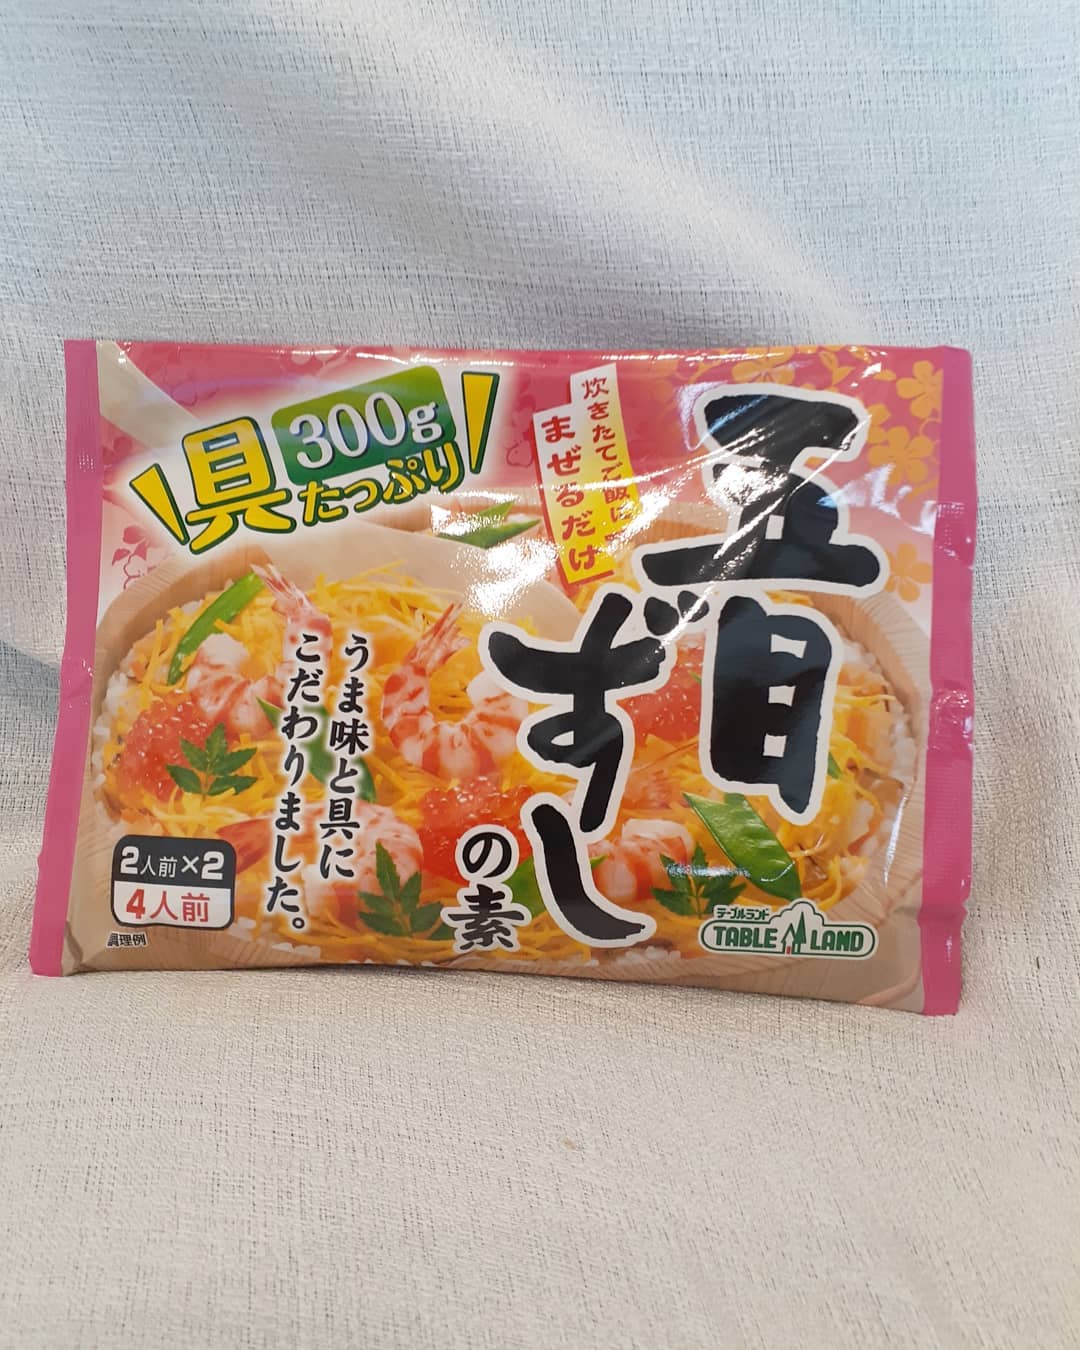 具
300g
たっぷり
炊きたてご飯に
まぜるだけ
五目
ずし
の素
うま味と具に
こだわりました。
2人前×2
4人前
調理例
テーブルランド
TABLE LAND